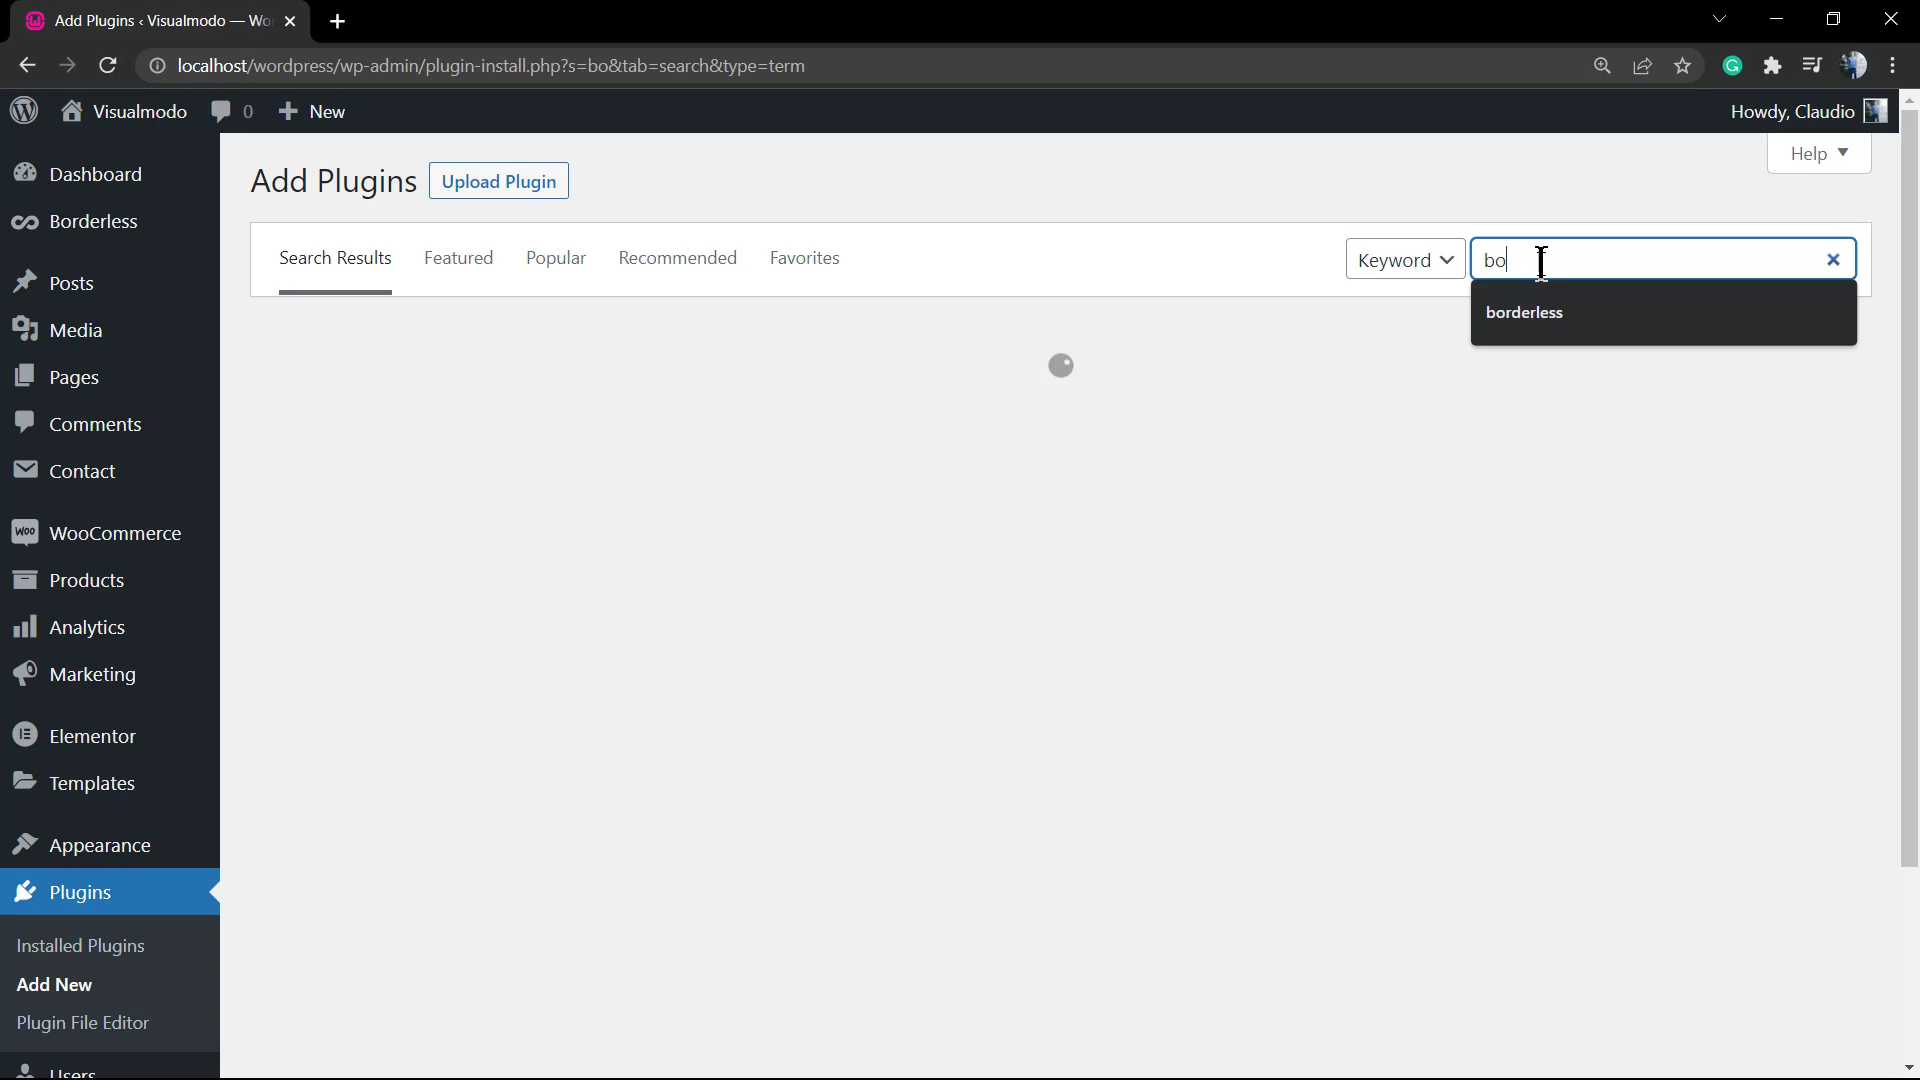 Add Plugins ‹ Visualmodo — Wo
localhost/wordpress/wp-admin/plugin-install.php?s=bo&tab=search&type=term
G
Visualmodo 0 New
Howdy, Claudio
Help
Dashboard
Borderless
Posts
Media
Pages
Comments
Contact
Woo WooCommerce
Products
Analytics
Marketing
Elementor
Templates
Appearance
Plugins
Installed Plugins
Add New
Plugin File Editor
Users
Add Plugins Upload Plugin
Search Results Featured Popular Recommended Favorites Keyword bo
borderless